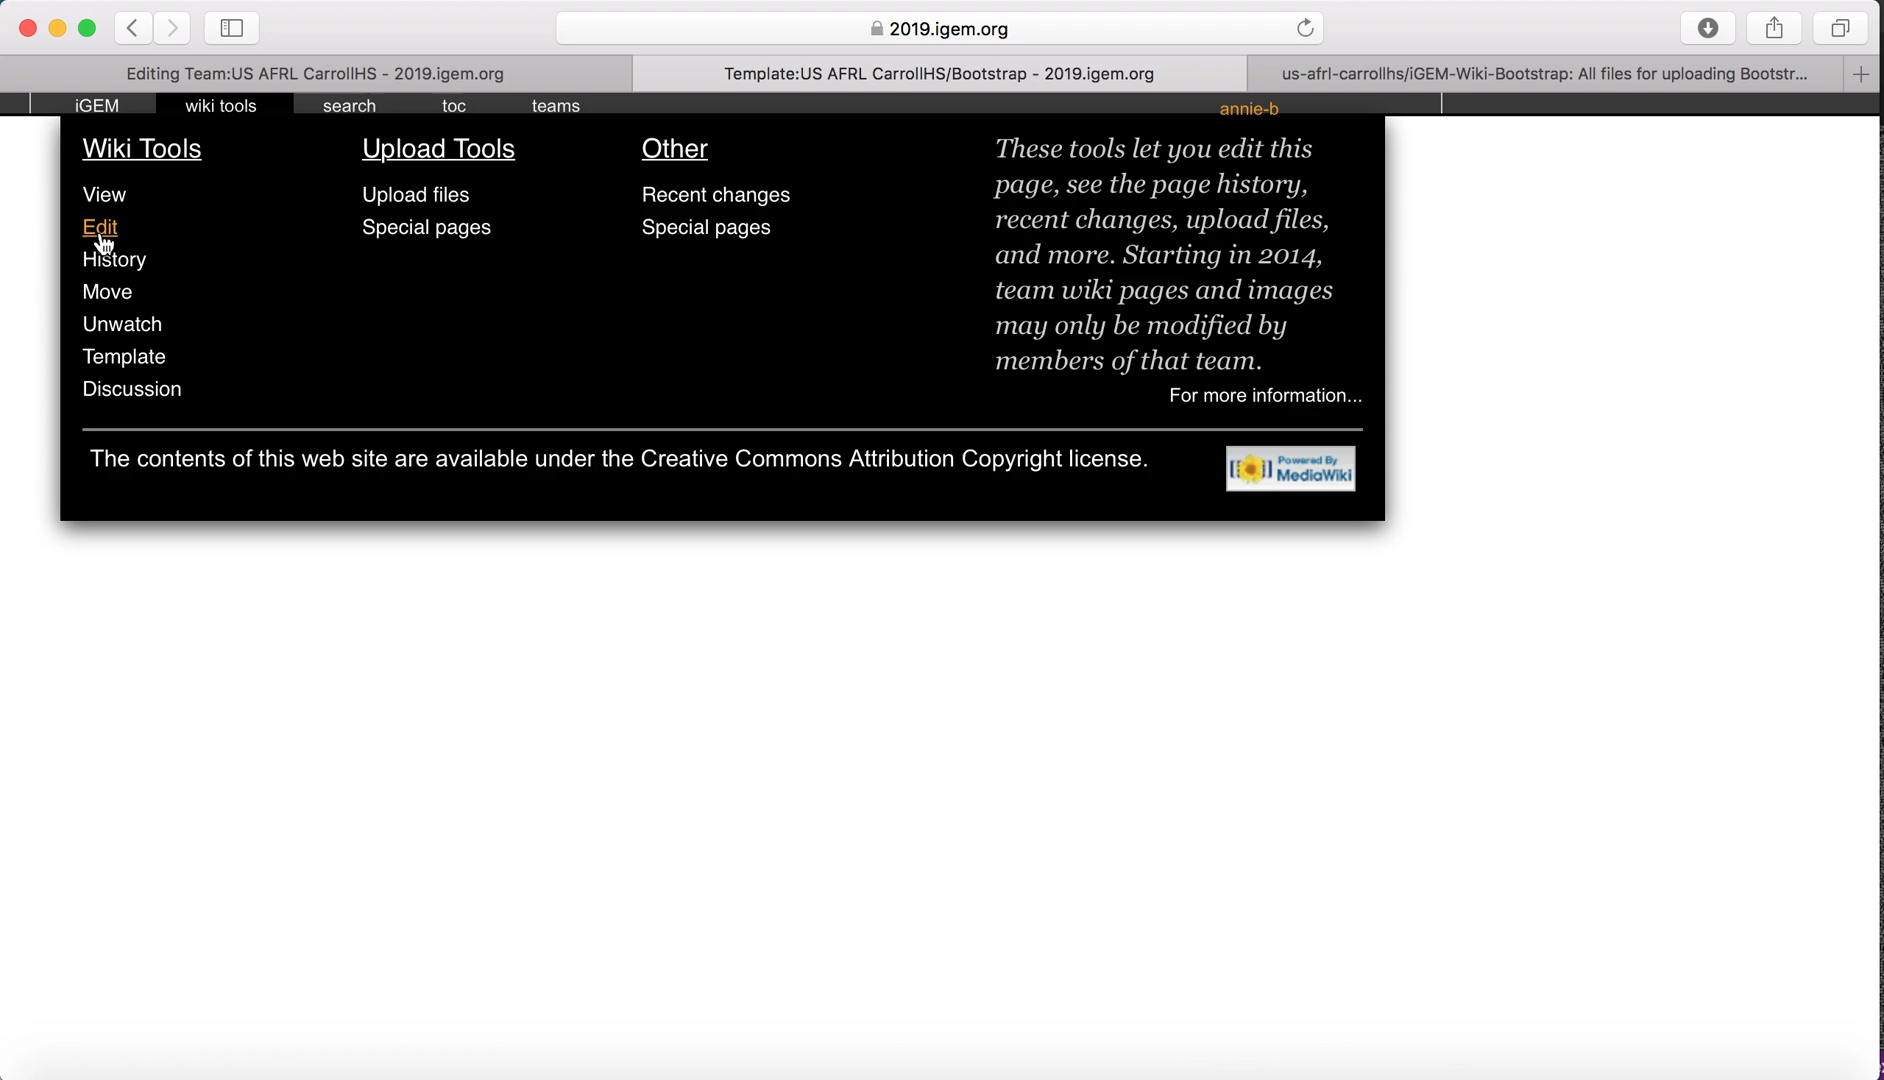 2019.igem.org
Editing Team:US AFRL CarrollHS - 2019.igem.org
Template:US AFRL CarrollHS/Bootstrap - 2019.igem.org
us-afrl-carrollhs/iGEM-Wiki-Bootstrap: All files for uploading Bootstr...
iGEM
wiki tools
search
toc
teams
annie-b
Wiki Tools
View
Edit
History
Move
Unwatch
Template
Discussion
Upload Tools
Upload files
Special pages
Other
Recent changes
Special pages
These tools let you edit this
page, see the page history,
recent changes, upload files,
and more. Starting in 2014,
team wiki pages and images
may only be modified by
members of that team.
For more information...
The contents of this web site are available under the Creative Commons Attribution Copyright license.
Powered By
MediaWiki